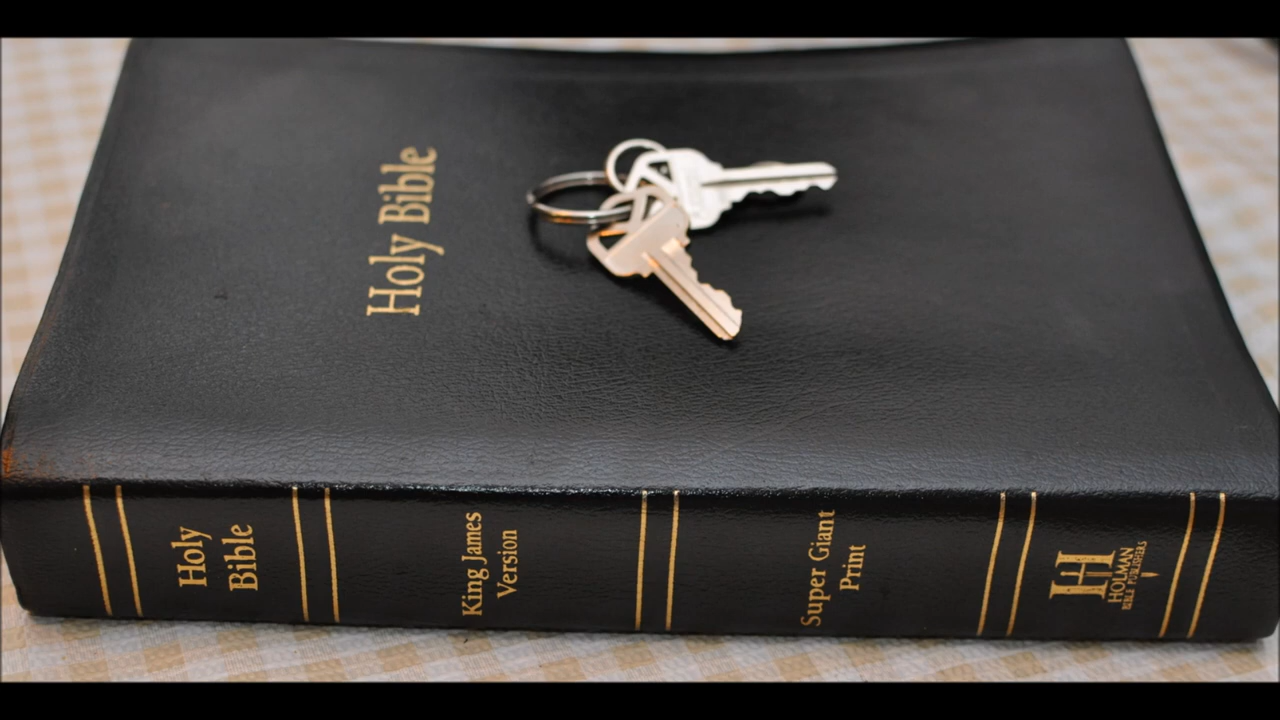 Holy Bible
Holy
Bible
King James
Version
Super Giant
Print
HOLMAN
BIBLE PUBLISHERS